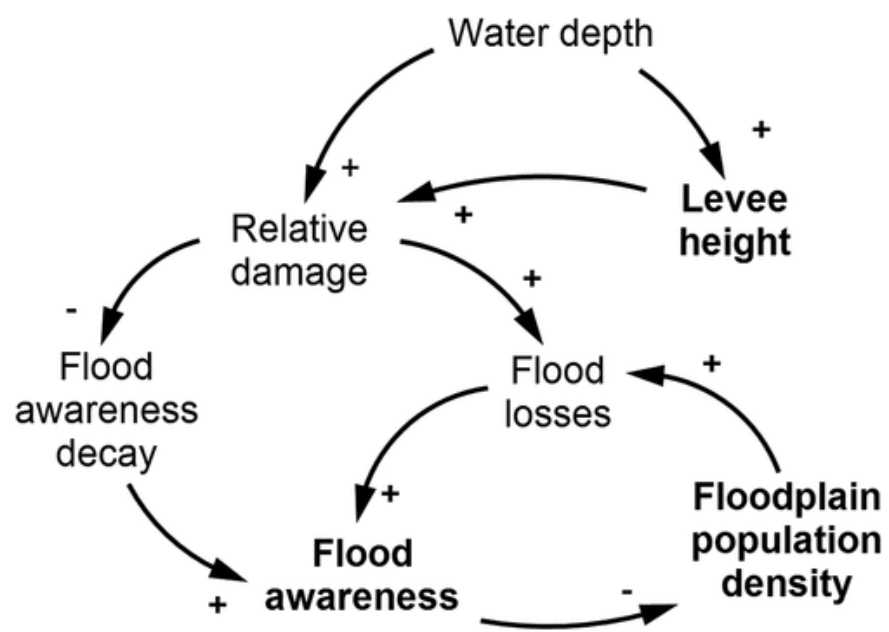 Water depth
+
+
Levee
height
+
Relative
damage
+
-
Flood
awareness
decay
Flood
losses
+
+
Floodplain
population
density
Flood
awareness
+
-